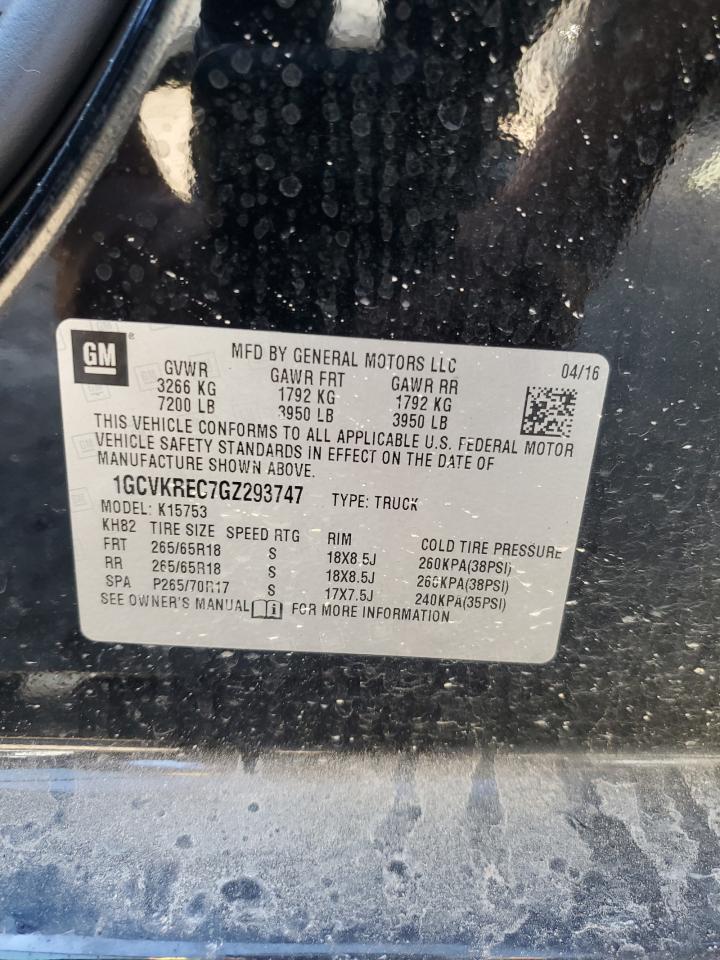 GM
MFD BY GENERAL MOTORS LLC
04/16
GVWR GAWR FRT GAWR RR
3266 KG 1792 KG 1792 KG
7200 LB 3950 LB 3950 LB
THIS VEHICLE CONFORMS TO ALL APPLICABLE U.S. FEDERAL MOTOR
VEHICLE SAFETY STANDARDS IN EFFECT ON THE DATE OF
MANUFACTURE SHOWN ABOVE.
1GCVKREC7GZ293747 TYPE: TRUCK
MODEL: K15753
KH82 TIRE SIZE SPEED RTG RIM COLD TIRE PRESSURE
FRT 265/65R18 S 18X8.5J 260KPA(38PSI)
RR 265/65R18 S 18X8.5J 260KPA(38PSI)
SPA P265/70R17 S 17X7.5J 240KPA(35PSI)
SEE OWNER'S MANUAL FOR MORE INFORMATION